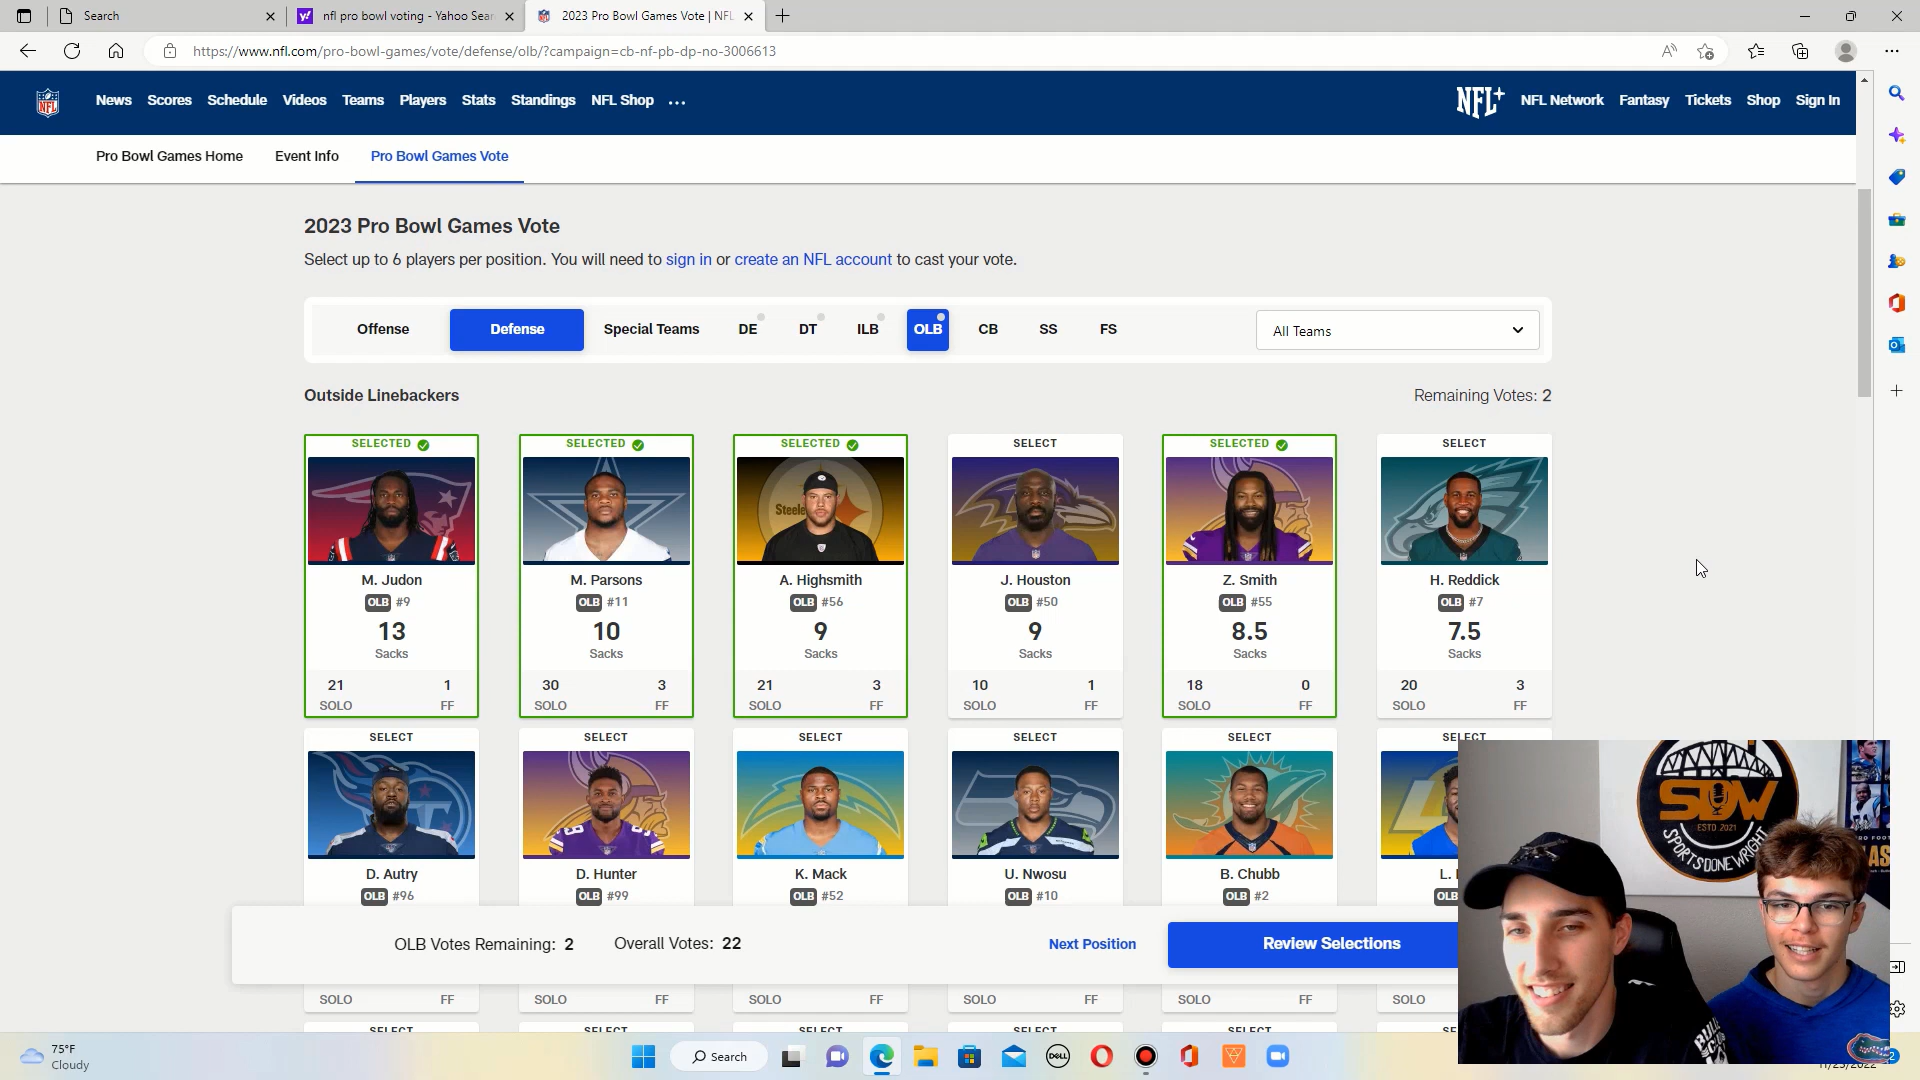 Search
nfl pro bowl voting - Yahoo Sear
2023 Pro Bowl Games Vote | NFL
https://www.nfl.com/pro-bowl-games/vote/defense/olb/?campaign=cb-nf-pb-dp-no-3006613
NFL
News Scores Schedule Videos Teams Players Stats Standings NFL Shop ...
NFL+ NFL Network Fantasy Tickets Shop Sign In
Pro Bowl Games Home Event Info Pro Bowl Games Vote
2023 Pro Bowl Games Vote
Select up to 6 players per position. You will need to sign in or create an NFL account to cast your vote.
Offense Defense Special Teams DE DT ILB OLB CB SS FS All Teams
Outside Linebackers Remaining Votes: 2
SELECTED SELECTED SELECTED SELECT SELECTED SELECT
Steele
M. Judon M. Parsons A. Highsmith J. Houston Z. Smith H. Reddick
OLB #9 OLB #11 OLB #56 OLB #50 OLB #55 OLB #7
13 10 9 9 8.5 7.5
Sacks Sacks Sacks Sacks Sacks Sacks
21 1 30 3 21 3 10 1 18 0 20 3
SOLO FF SOLO FF SOLO FF SOLO FF SOLO FF SOLO FF
SELECT SELECT SELECT SELECT SELECT SELECT
D. Autry D. Hunter K. Mack U. Nwosu B. Chubb L.
OLB #96 OLB #99 OLB #52 OLB #10 OLB #2 OLB
OLB Votes Remaining: 2 Overall Votes: 22 Next Position Review Selections
SOLO FF SOLO FF SOLO FF SOLO FF SOLO FF SOLO
SELECT SELECT SELECT SELECT SELECT
SDW
ESTD 2021
SPORTSDONEWRIGHT
75°F
Cloudy
Search
DELL